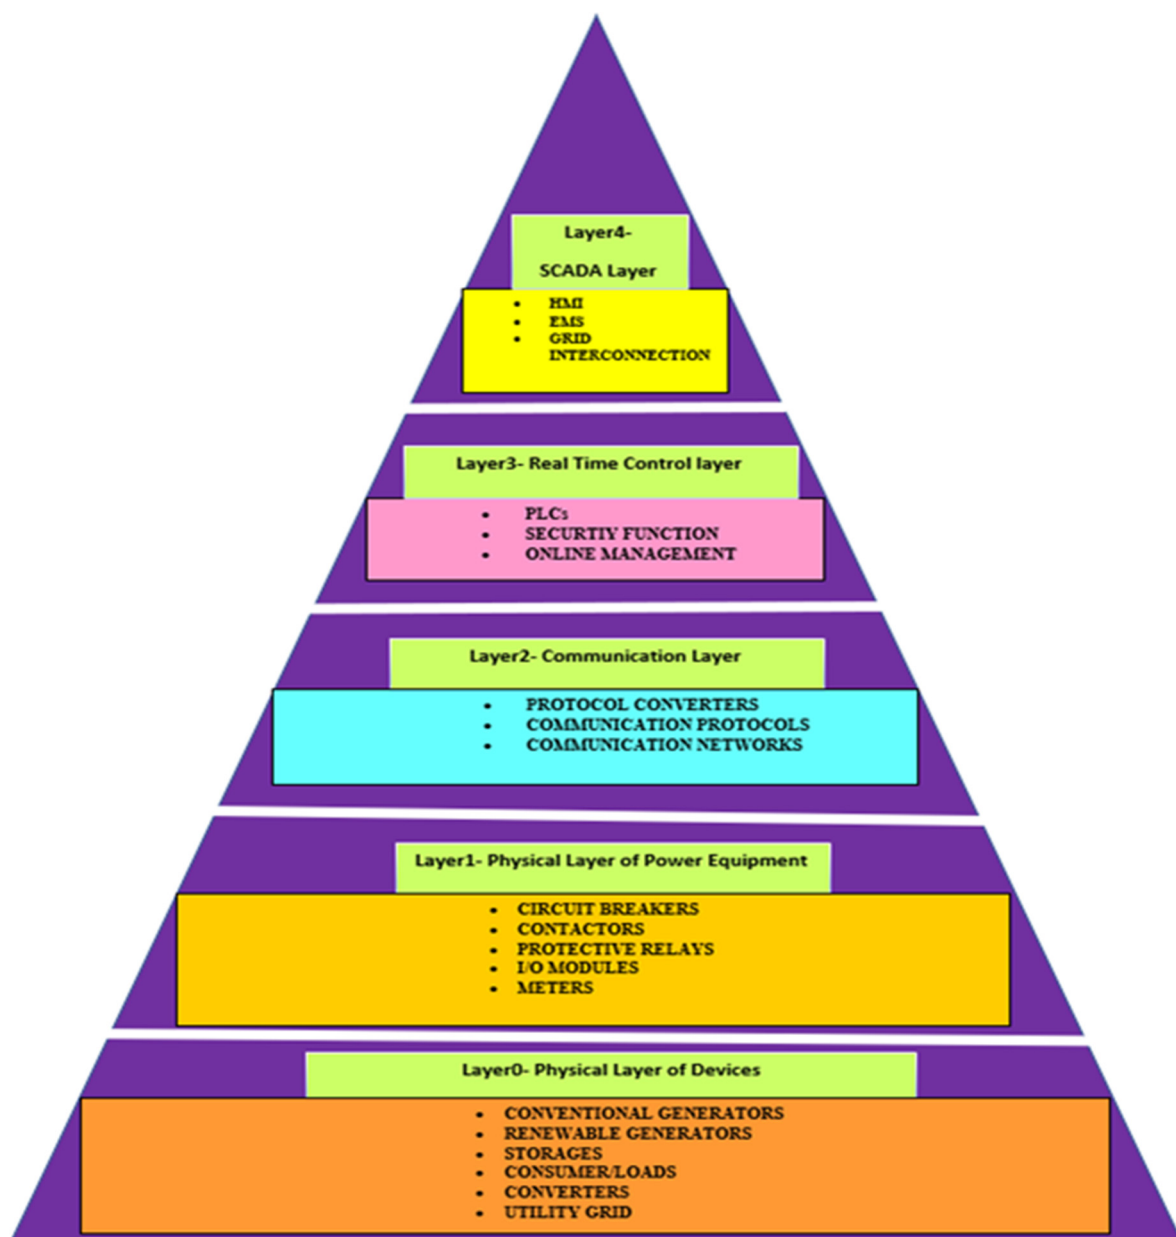 Layer4-
SCADA Layer
• HMI
• EMS
• GRID
INTERCONNECTION
Layer3- Real Time Control layer
• PLCs
• SECURTIY FUNCTION
• ONLINE MANAGEMENT
Layer2- Communication Layer
• PROTOCOL CONVERTERS
• COMMUNICATION PROTOCOLS
• COMMUNICATION NETWORKS
Layer1- Physical Layer of Power Equipment
• CIRCUIT BREAKERS
• CONTACTORS
• PROTECTIVE RELAYS
• I/O MODULES
• METERS
Layer0- Physical Layer of Devices
• CONVENTIONAL GENERATORS
• RENEWABLE GENERATORS
• STORAGES
• CONSUMER/LOADS
• CONVERTERS
• UTILITY GRID